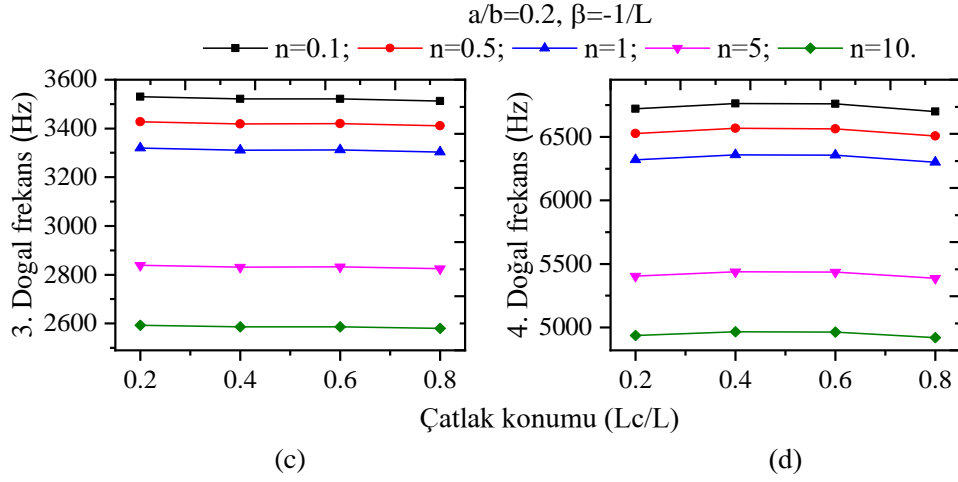 a/b=0.2, β=-1/L
n=0.1; n=0.5; n=1; n=5; n=10.
3. Dogal frekans (Hz)
3600
3400
3200
3000
2800
2600
0.2 0.4 0.6 0.8
4. Doğal frekans (Hz)
6500
6000
5500
5000
0.2 0.4 0.6 0.8
Çatlak konumu (Lc/L)
(c) (d)